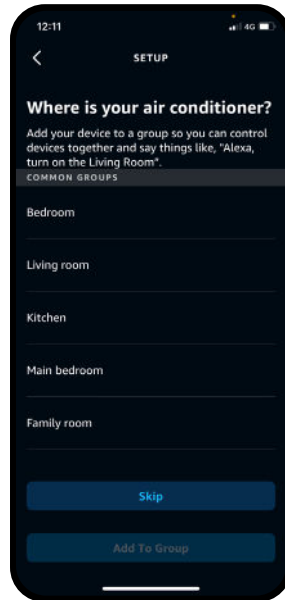 12:11
4G
SETUP
Where is your air conditioner?
Add your device to a group so you can control
devices together and say things like, "Alexa,
turn on the Living Room".
COMMON GROUPS
Bedroom
Living room
Kitchen
Main bedroom
Family room
Skip
Add To Group